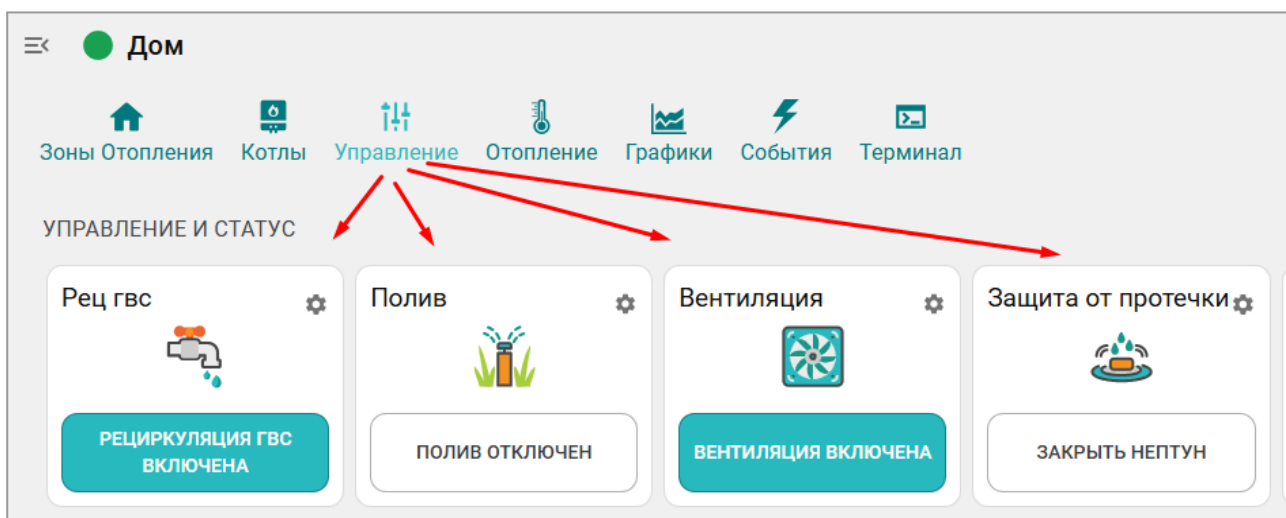 Дом
Зоны Отопления Котлы Управление Отопление Графики События Терминал
УПРАВЛЕНИЕ И СТАТУС
Рец гвс Полив Вентиляция Защита от протечки
РЕЦИРКУЛЯЦИЯ ГВС
ВКЛЮЧЕНА
ПОЛИВ ОТКЛЮЧЕН
ВЕНТИЛЯЦИЯ ВКЛЮЧЕНА
ЗАКРЫТЬ НЕПТУН